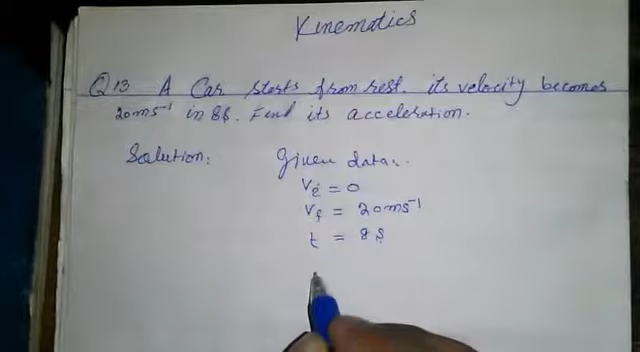 Kinematics
Q13 A Car starts from rest. its velocity becomes
20ms⁻¹ in 8s. Find its acceleration.
Solution: Given data:.
Vi = 0
Vf = 20ms⁻¹
t = 8s